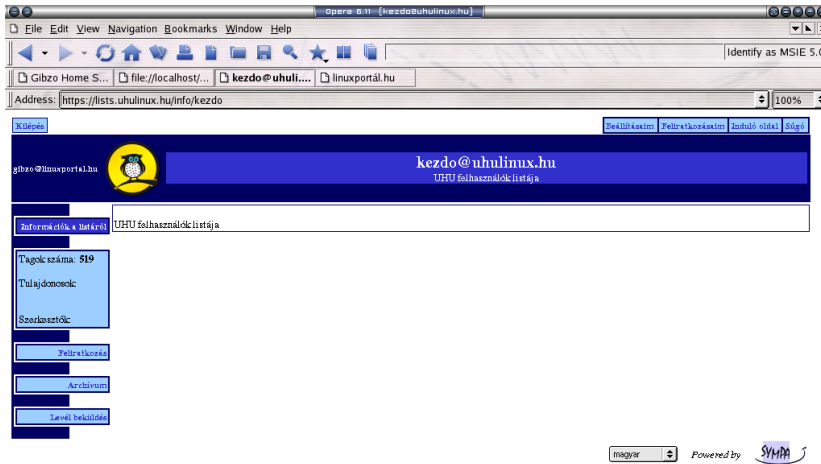 Opera 6.11 [kezdo@uhulinux.hu]
File Edit View Navigation Bookmarks Window Help
Identify as MSIE 5.0
Gibzo Home S... file://localhost/... kezdo@uhuli.... linuxportál.hu
Address: https://lists.uhulinux.hu/info/kezdo 100%
Kilépés Beállításaim Feliratkozásaim Induló oldal Súgó
gibzo@linuxportal.hu
kezdo@uhulinux.hu
UHU felhasználók listája
Információk a listáról
UHU felhasználók listája
Tagok száma: 519
Tulajdonosok:
Szerkesztők:
Feliratkozás
Archívum
Levél beküldés
magyar Powered by SYMPA